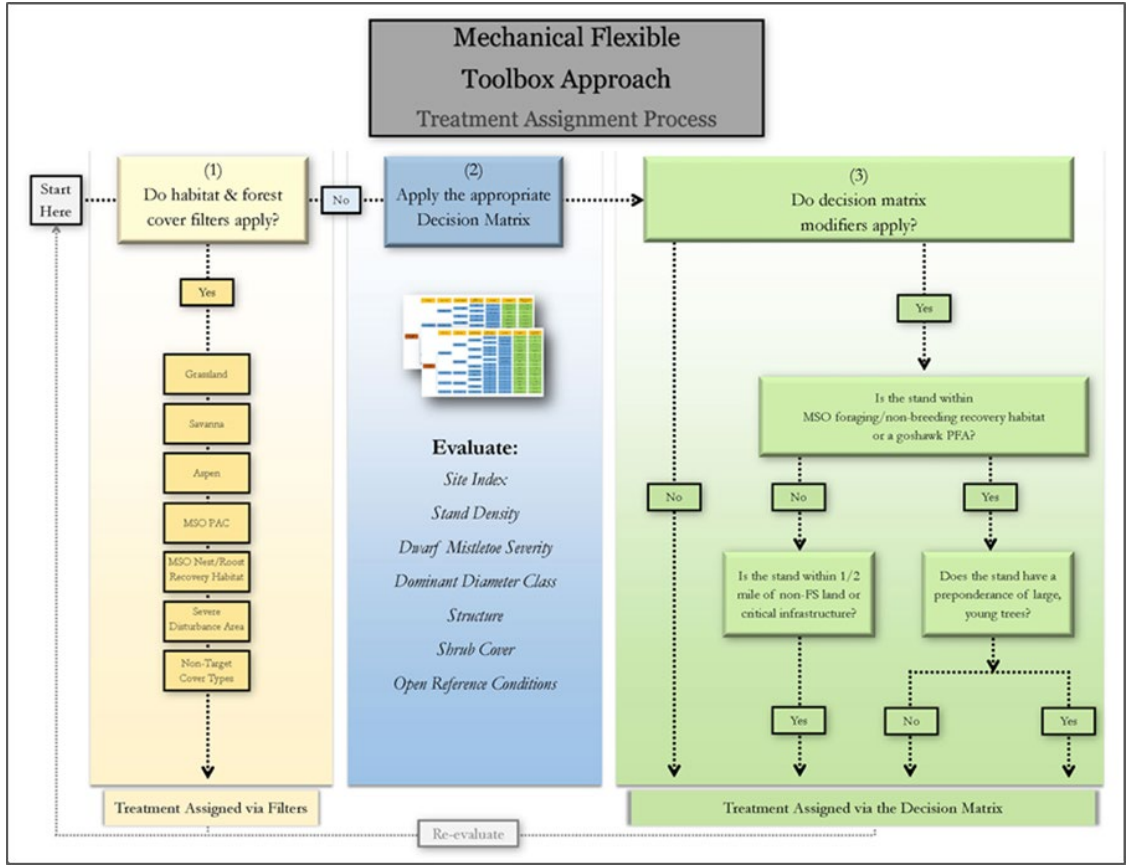 Mechanical Flexible
Toolbox Approach
Treatment Assignment Process
Start
Here
(1)
Do habitat & forest
cover filters apply?
No
(2)
Apply the appropriate
Decision Matrix
(3)
Do decision matrix
modifiers apply?
Yes
Grassland
Savanna
Aspen
MSO PAC
MSO Nest/Roost
Recovery Habitat
Severe
Disturbance Area
Non-Target
Cover Types
Evaluate:
Site Index
Stand Density
Dwarf Mistletoe Severity
Dominant Diameter Class
Structure
Shrub Cover
Open Reference Conditions
Yes
Is the stand within
MSO foraging/non-breeding recovery habitat
or a goshawk PFA?
No
No
Yes
Is the stand within 1/2
mile of non-FS land or
critical infrastructure?
Does the stand have a
preponderance of large,
young trees?
Yes
No
Yes
Treatment Assigned via Filters
Treatment Assigned via the Decision Matrix
Re-evaluate